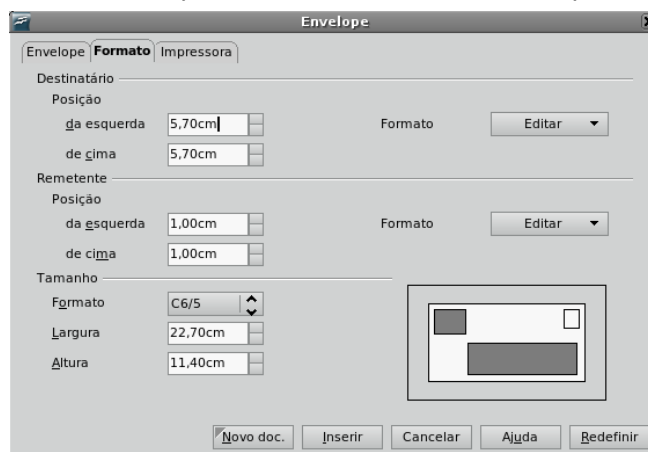 Envelope
Envelope Formato Impressora
Destinatário
Posição
da esquerda 5,70cm Formato Editar
de cima 5,70cm
Remetente
Posição
da esquerda 1,00cm Formato Editar
de cima 1,00cm
Tamanho
Formato C6/5
Largura 22,70cm
Altura 11,40cm
Novo doc. Inserir Cancelar Ajuda Redefinir